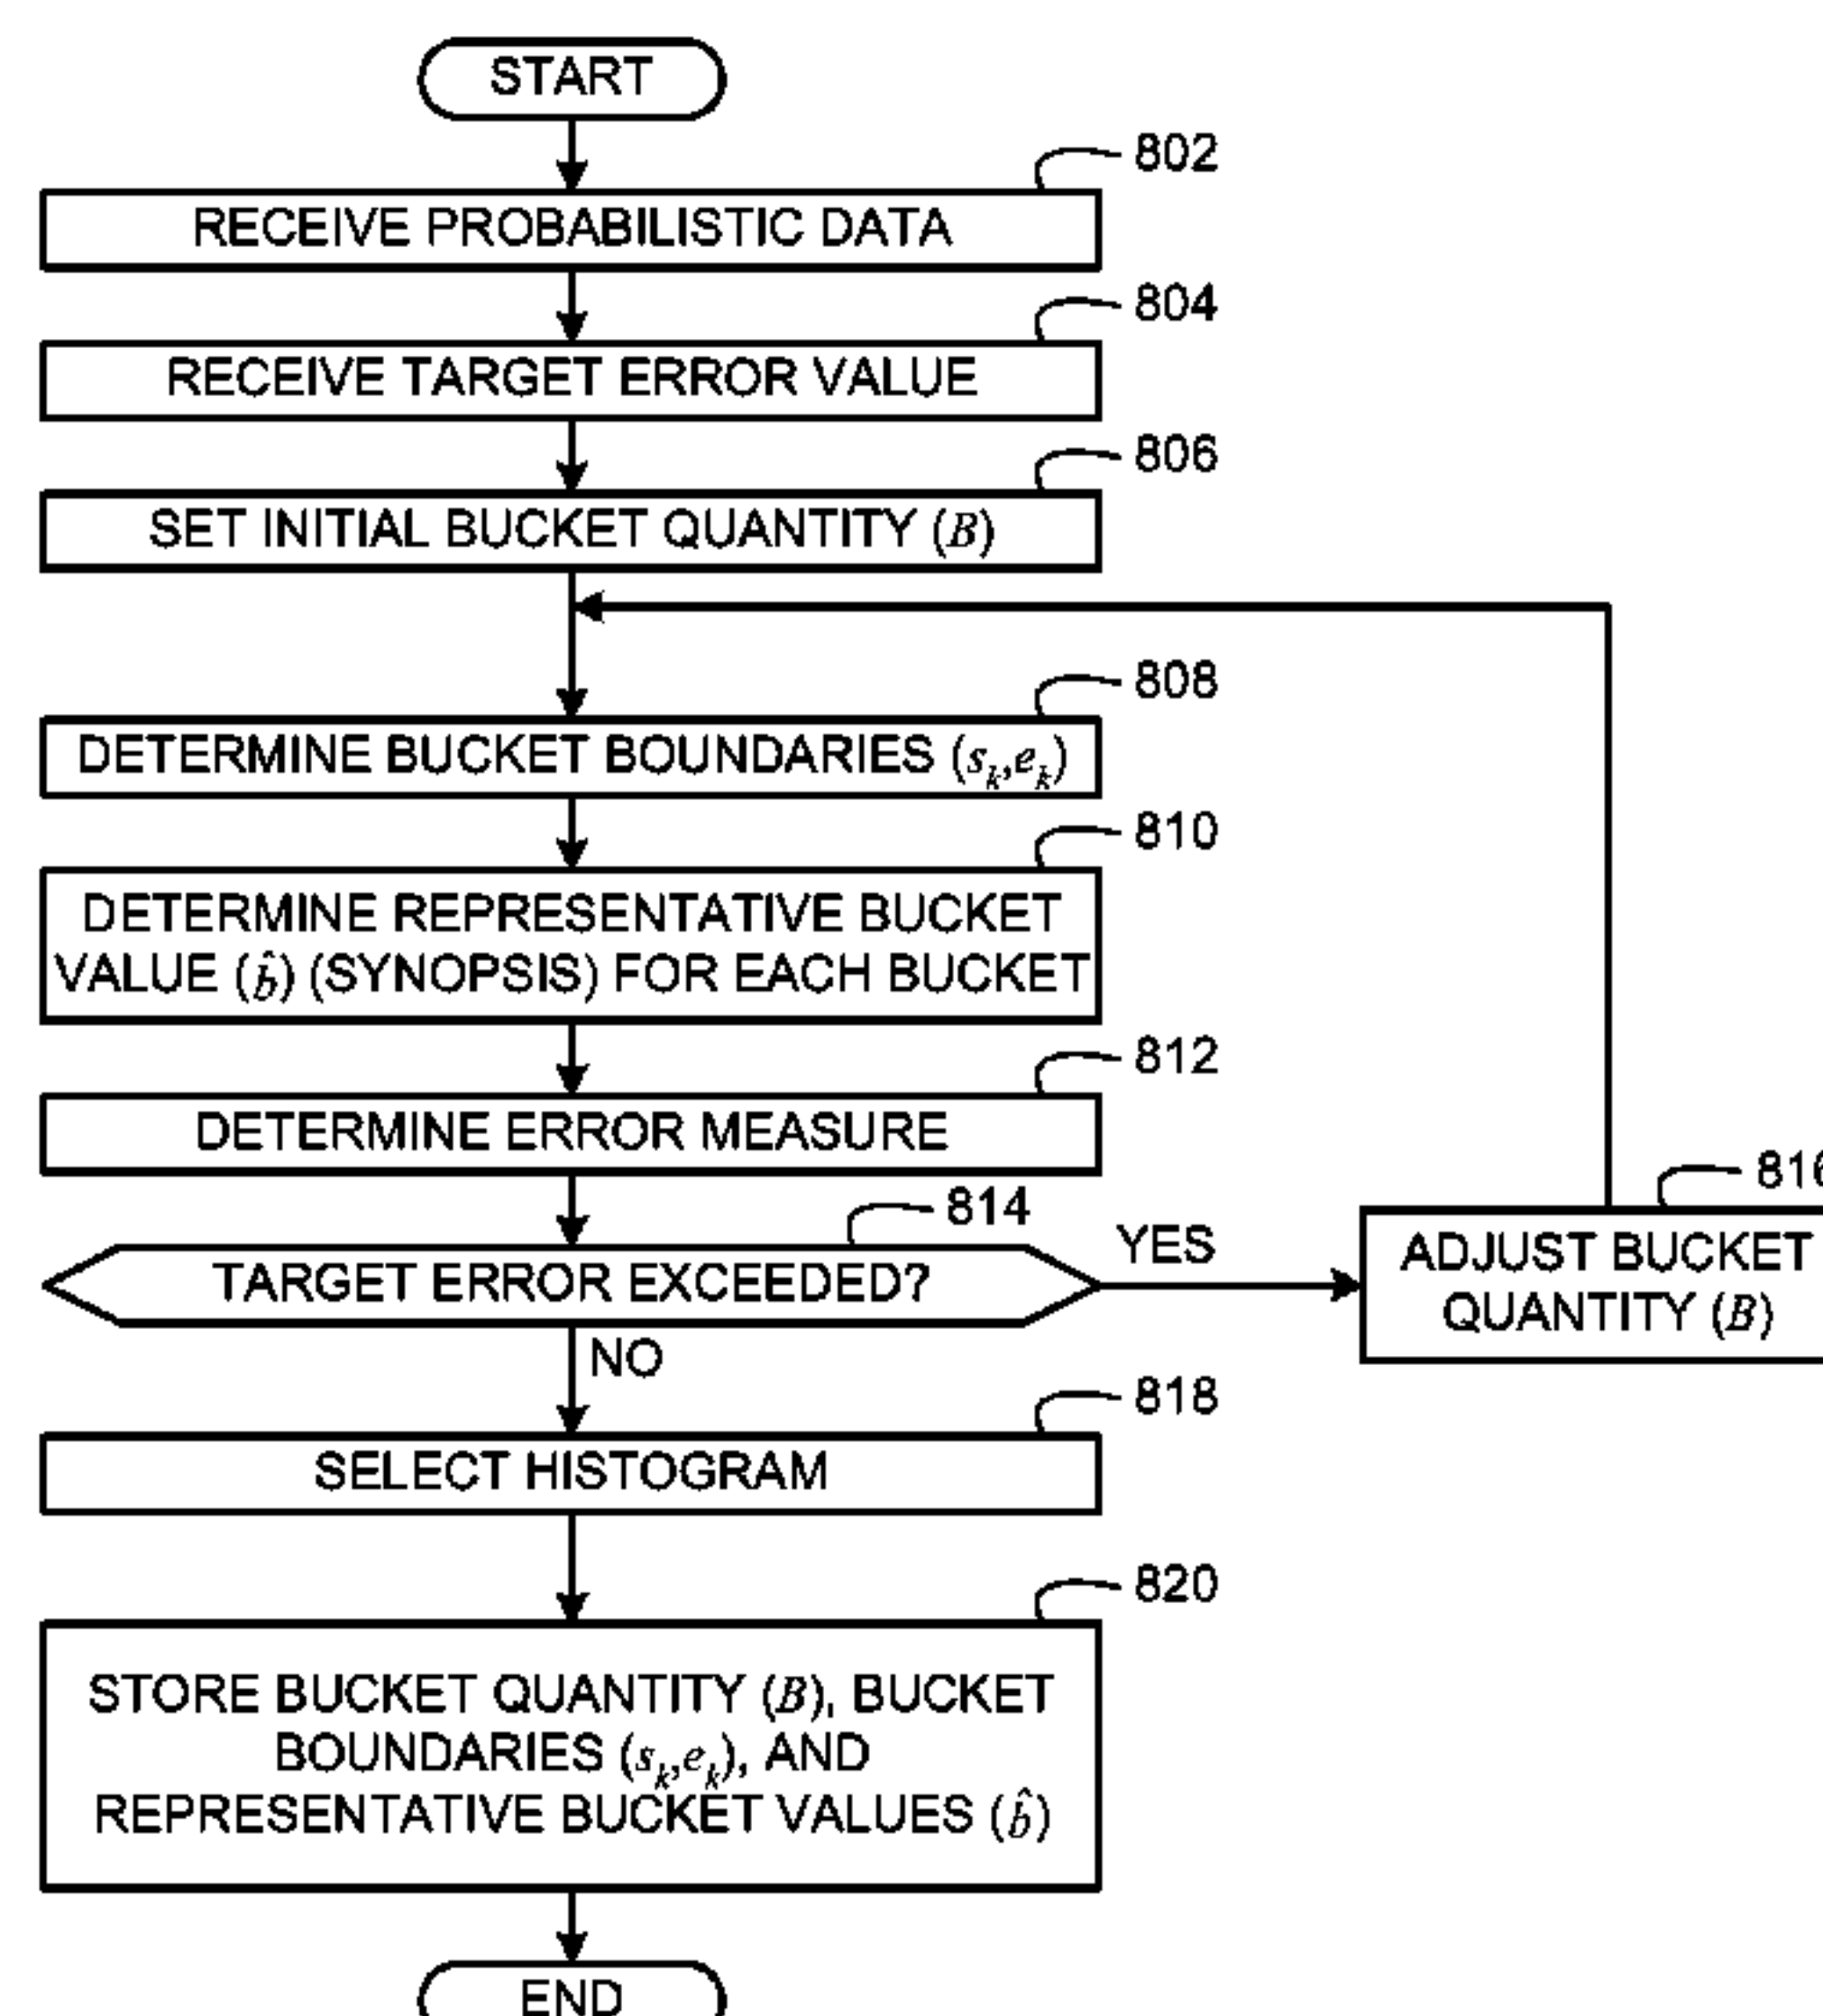 START
802
RECEIVE PROBABILISTIC DATA
804
RECEIVE TARGET ERROR VALUE
806
SET INITIAL BUCKET QUANTITY (B)
808
DETERMINE BUCKET BOUNDARIES (s_k,e_k)
810
DETERMINE REPRESENTATIVE BUCKET
VALUE (b̂) (SYNOPSIS) FOR EACH BUCKET
812
DETERMINE ERROR MEASURE
814
TARGET ERROR EXCEEDED?
YES
816
ADJUST BUCKET
QUANTITY (B)
NO
818
SELECT HISTOGRAM
820
STORE BUCKET QUANTITY (B), BUCKET
BOUNDARIES (s_k,e_k), AND
REPRESENTATIVE BUCKET VALUES (b̂)
END